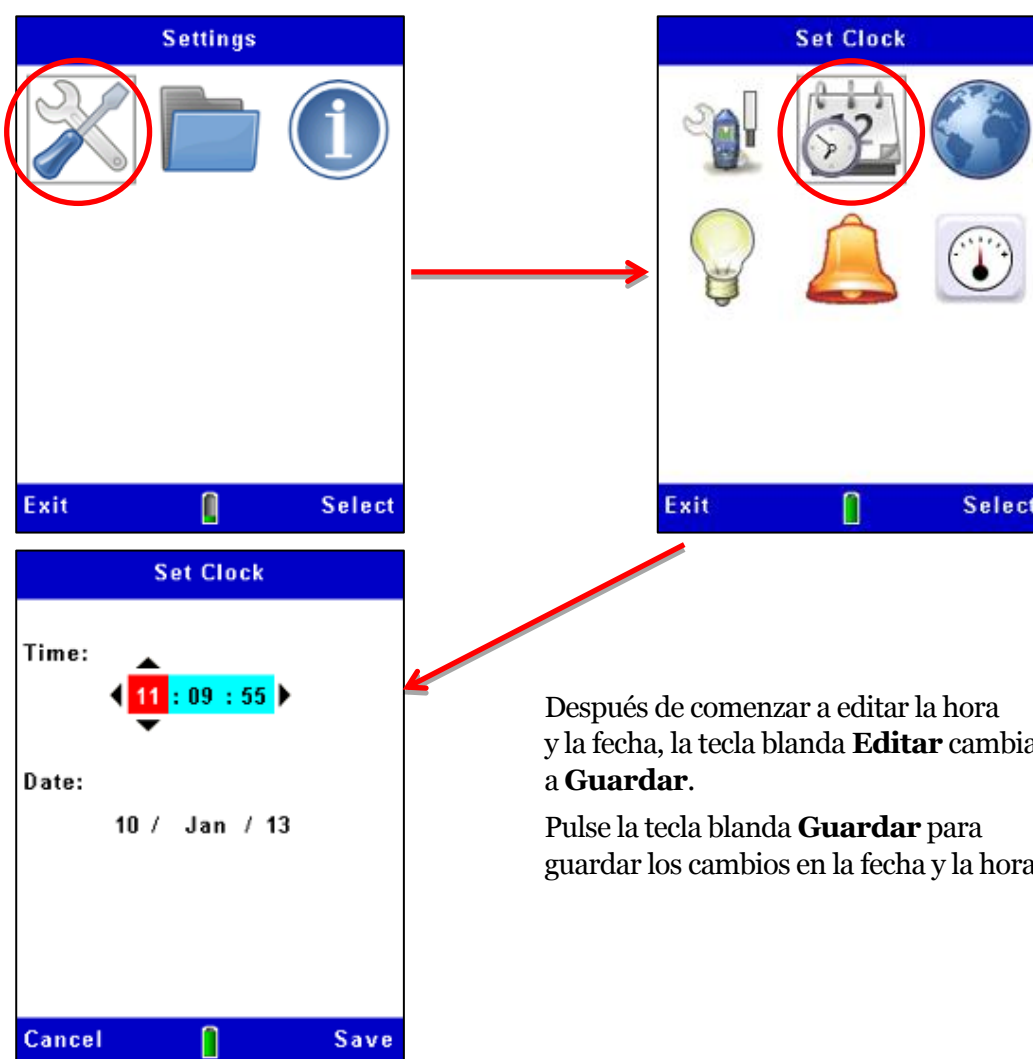 Settings
Exit
Select
Set Clock
12
Exit
Select
Set Clock
Time:
11 : 09 : 55
Date:
10 / Jan / 13
Cancel
Save
Después de comenzar a editar la hora
y la fecha, la tecla blanda Editar cambia
a Guardar.
Pulse la tecla blanda Guardar para
guardar los cambios en la fecha y la hora